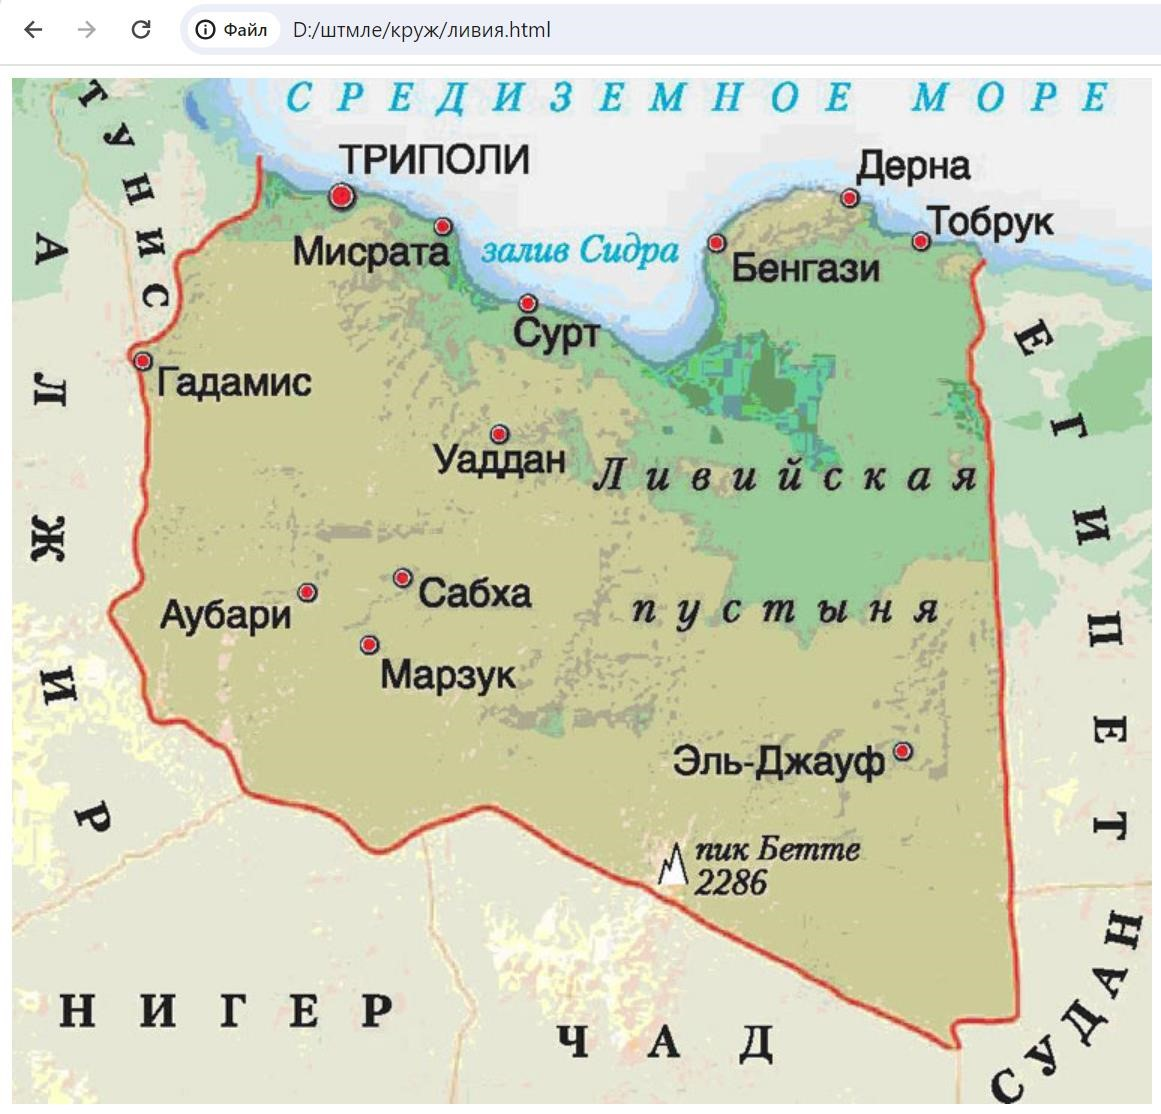 Файл D:/штмле/круж/ливия.html
СРЕДИЗЕМНОЕ МОРЕ
ТУНИС
ТРИПОЛИ
Дерна
Тобрук
Мисрата
залив Сидра
Бенгази
Сурт
Гадамис
ЕГИПЕТ
АЛЖИР
Уаддан
Ливийская
пустыня
Сабха
Аубари
Марзук
Эль-Джауф
пик Бетте
2286
НИГЕР
ЧАД
СУДАН